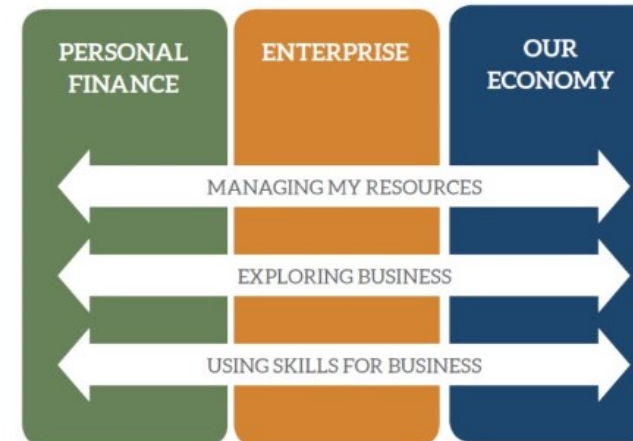 PERSONAL
FINANCE
ENTERPRISE
OUR
ECONOMY
MANAGING MY RESOURCES
EXPLORING BUSINESS
USING SKILLS FOR BUSINESS